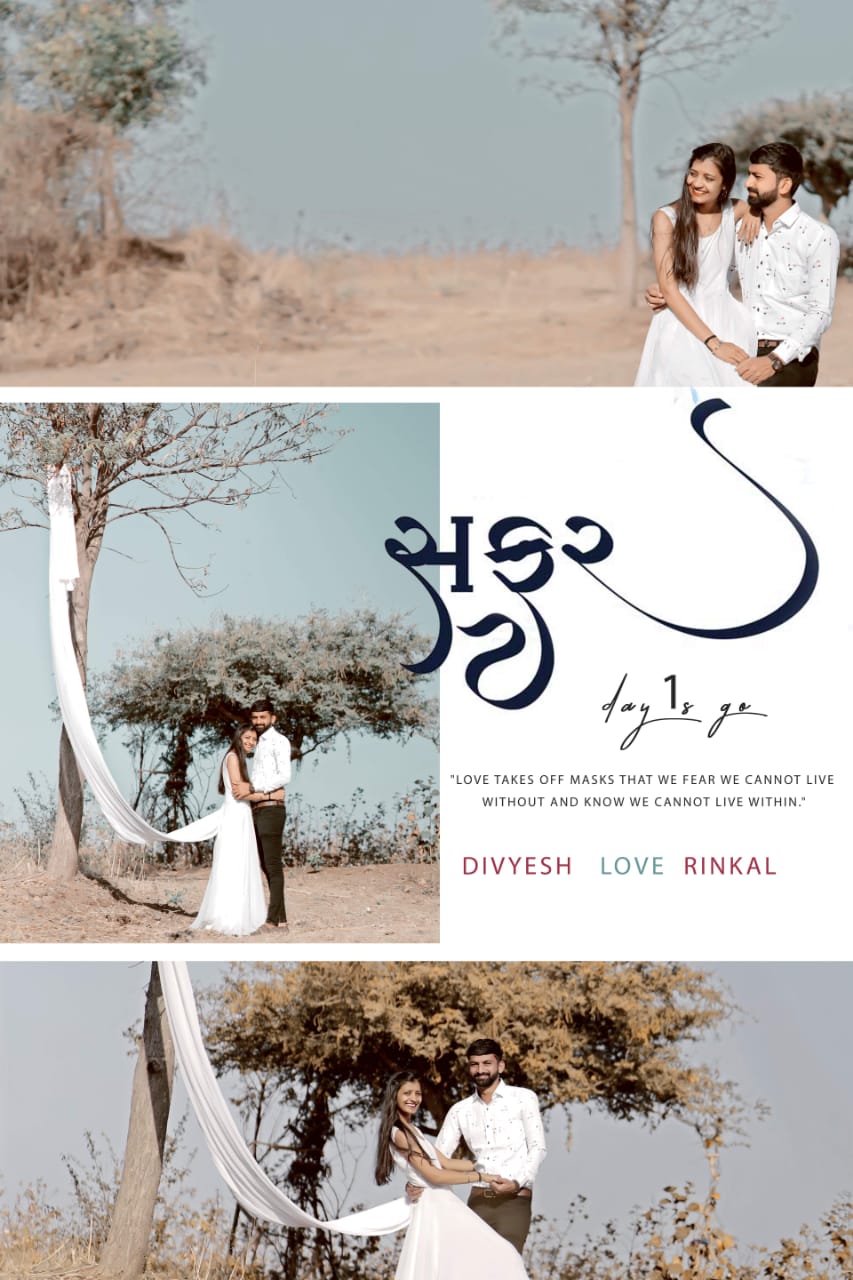 સફર
day 1s go
"LOVE TAKES OFF MASKS THAT WE FEAR WE CANNOT LIVE
WITHOUT AND KNOW WE CANNOT LIVE WITHIN."
DIVYESH LOVE RINKAL